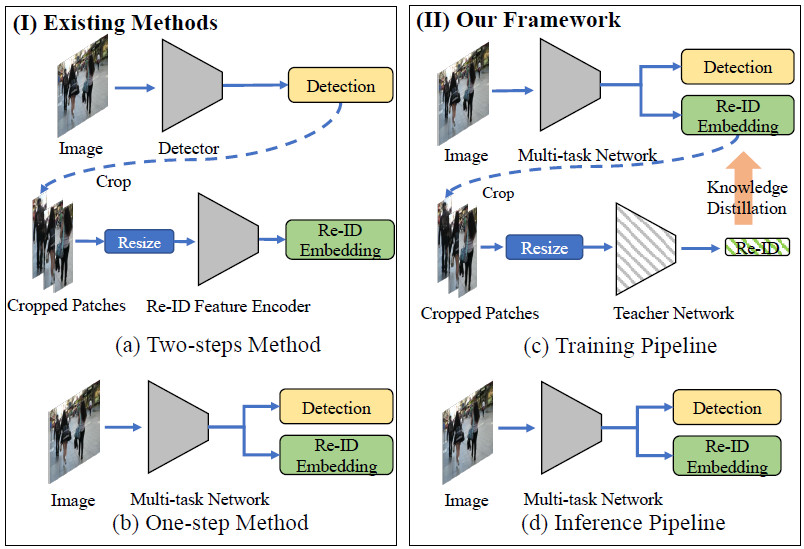 (I) Existing Methods
Detection
Image
Detector
Crop
Resize
Re-ID
Embedding
Cropped Patches
Re-ID Feature Encoder
(a) Two-steps Method
Detection
Re-ID
Embedding
Image
Multi-task Network
(b) One-step Method
(II) Our Framework
Detection
Re-ID
Embedding
Image
Multi-task Network
Crop
Knowledge
Distillation
Resize
Re-ID
Cropped Patches
Teacher Network
(c) Training Pipeline
Detection
Re-ID
Embedding
Image
Multi-task Network
(d) Inference Pipeline